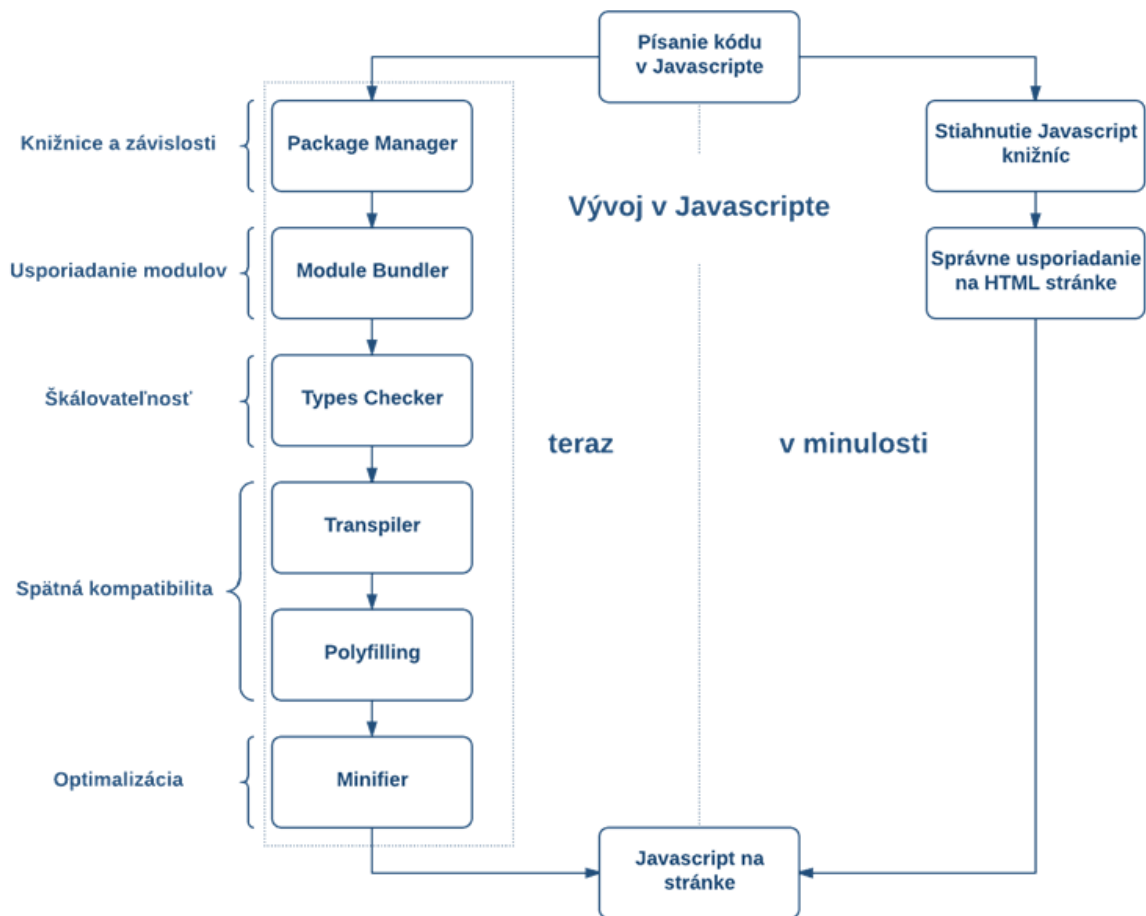 Písanie kódu
v Javascripte
Knižnice a závislosti
Package Manager
Stiahnutie Javascript
knižníc
Vývoj v Javascripte
Usporiadanie modulov
Module Bundler
Správne usporiadanie
na HTML stránke
Škálovateľnosť
Types Checker
teraz
v minulosti
Transpiler
Spätná kompatibilita
Polyfilling
Optimalizácia
Minifier
Javascript na
stránke